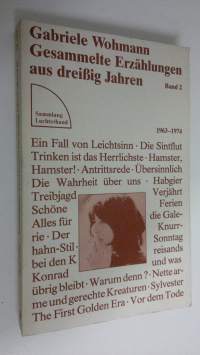 Gabriele Wohmann
Gesammelte Erzählungen
aus dreißig Jahren
Band 2
Sammlung
Luchterhand
1963–1974
Ein Fall von Leichtsinn · Die Sintflut
Trinken ist das Herrlichste · Hamster,
Hamster! · Antrittsrede · Übersinnlich
Die Wahrheit über uns · Habgier
Treibjagd Verjährt
Schöne Ferien
Alles für die Gale-
rie · Der Knurr-
hahn-Stil · Sonntag
bei den K reisands
Konrad und was
übrig bleibt · Warum denn? · Nette ar-
me und gerechte Kreaturen · Sylvester
The First Golden Era · Vor dem Tode